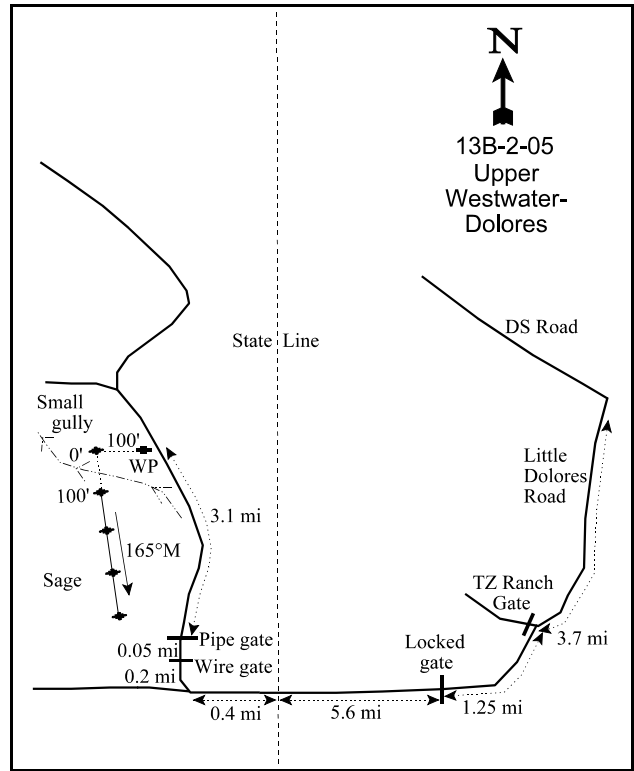 N
13B-2-05
Upper
Westwater-
Dolores
DS Road
State Line
Small
gully
100'
0'
WP
100'
Little
Dolores
Road
3.1 mi
165°M
Sage
TZ Ranch
Gate
Pipe gate
0.05 mi
Wire gate
0.2 mi
Locked
gate
3.7 mi
0.4 mi
5.6 mi
1.25 mi